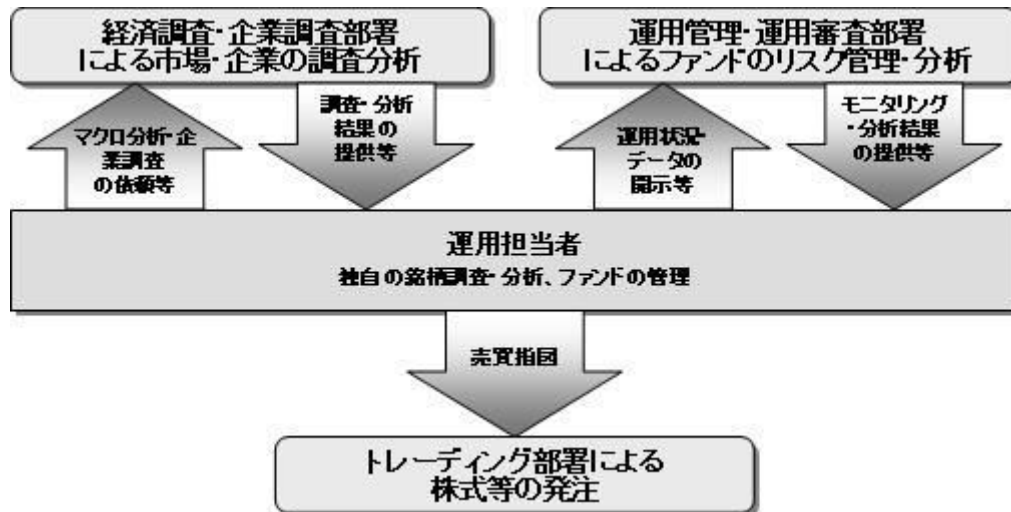 経済調査・企業調査部署
による市場・企業の調査分析
運用管理・運用審査部署
によるファンドのリスク管理・分析
マクロ分析・企
業調査
の依頼等
調査・分析
結果の
提供等
運用状況・
データの
開示等
モニタリング
・分析結果
の提供等
運用担当者
独自の銘柄調査・分析、ファンドの管理
売買指図
トレーディング部署による
株式等の発注